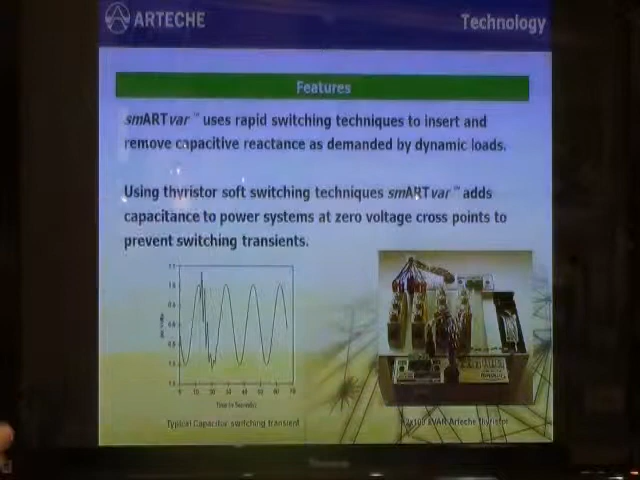 ARTECHE
Technology
Features
smARTvar™ uses rapid switching techniques to insert and
remove capacitive reactance as demanded by dynamic loads.
Using thyristor soft switching techniques smARTvar™ adds
capacitance to power systems at zero voltage cross points to
prevent switching transients.
Typical Capacitor switching transient
Arteche Thyristor